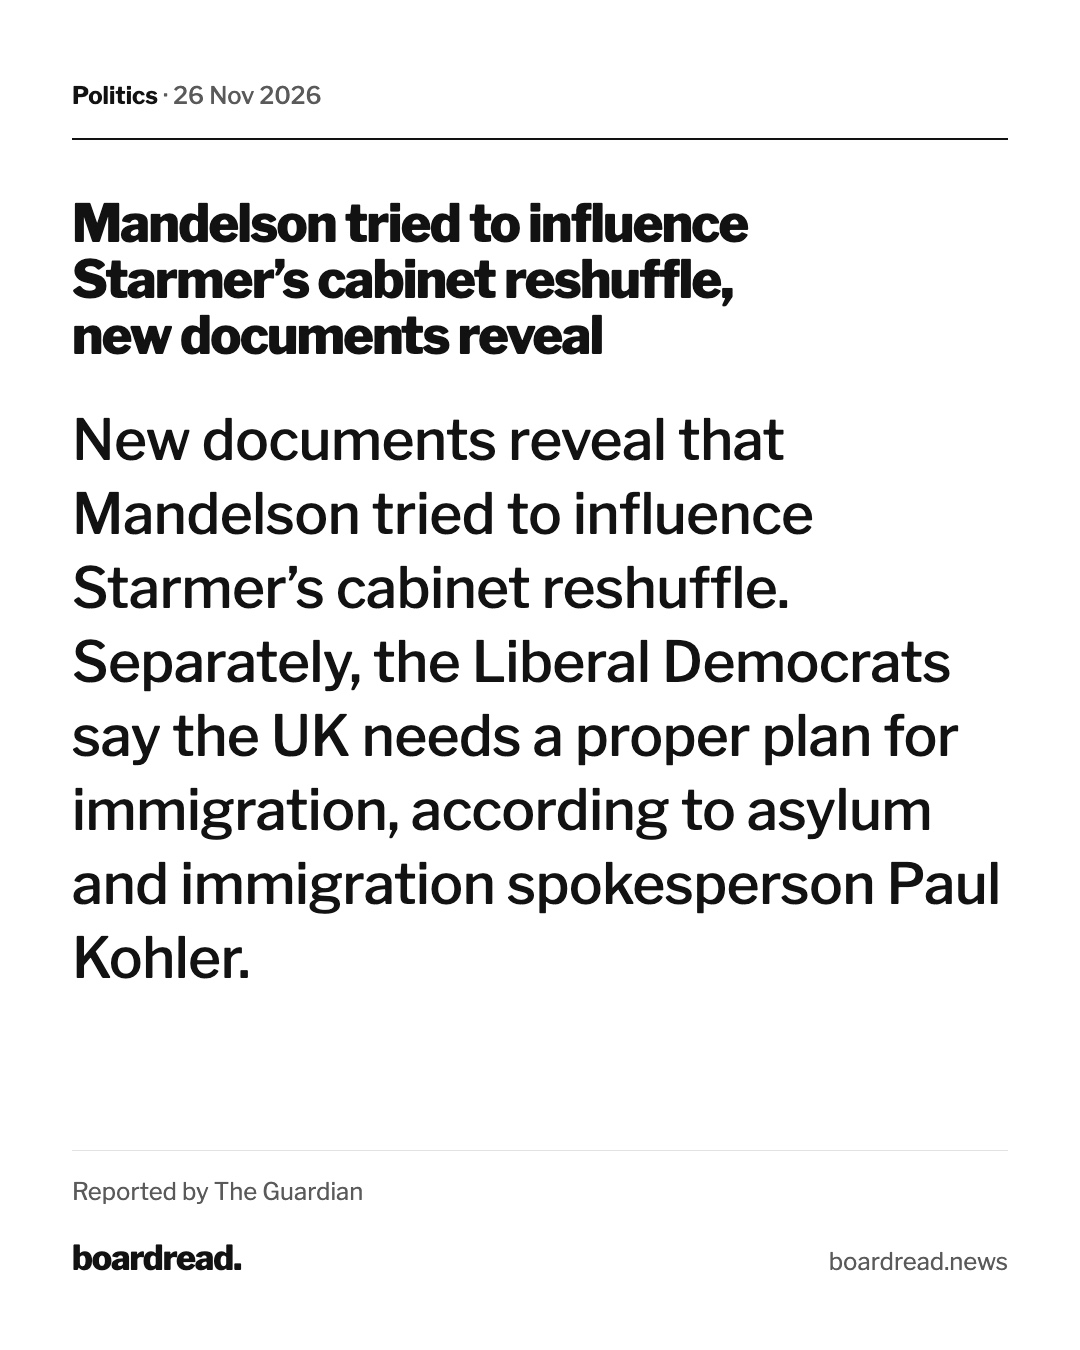 Politics · 26 Nov 2026
Mandelson tried to influence
Starmer’s cabinet reshuffle,
new documents reveal
New documents reveal that
Mandelson tried to influence
Starmer’s cabinet reshuffle.
Separately, the Liberal Democrats
say the UK needs a proper plan for
immigration, according to asylum
and immigration spokesperson Paul
Kohler.
Reported by The Guardian
boardread.
boardread.news